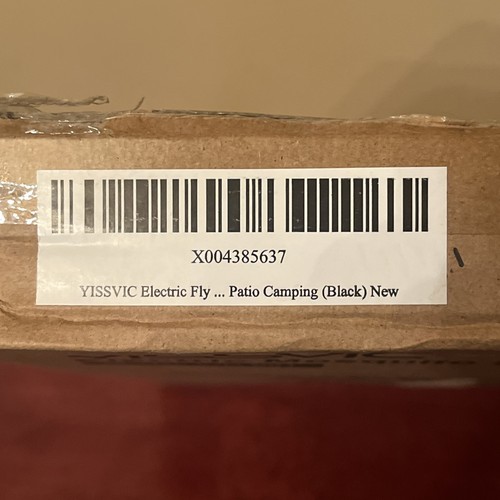 X004385637
YISSVIC Electric Fly ... Patio Camping (Black) New